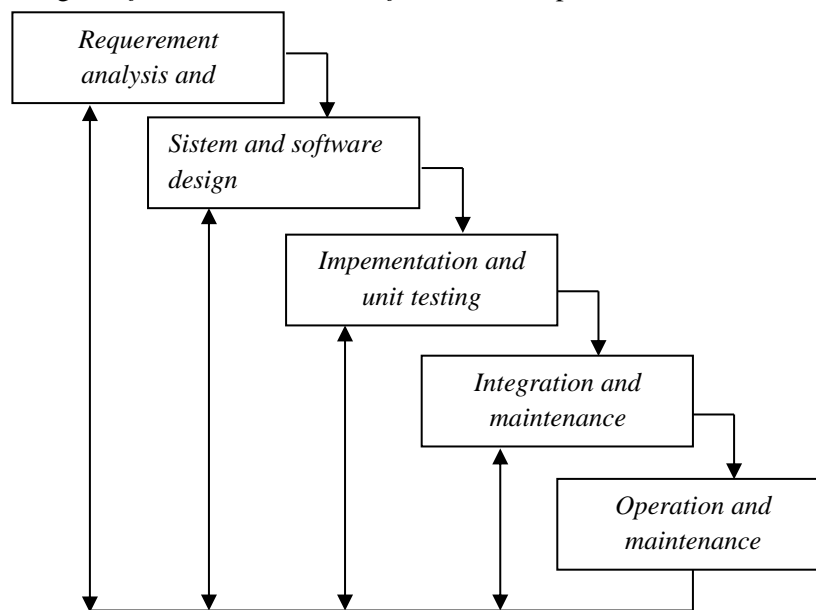 Requerement
analysis and
Sistem and software
design
Impementation and
unit testing
Integration and
maintenance
Operation and
maintenance